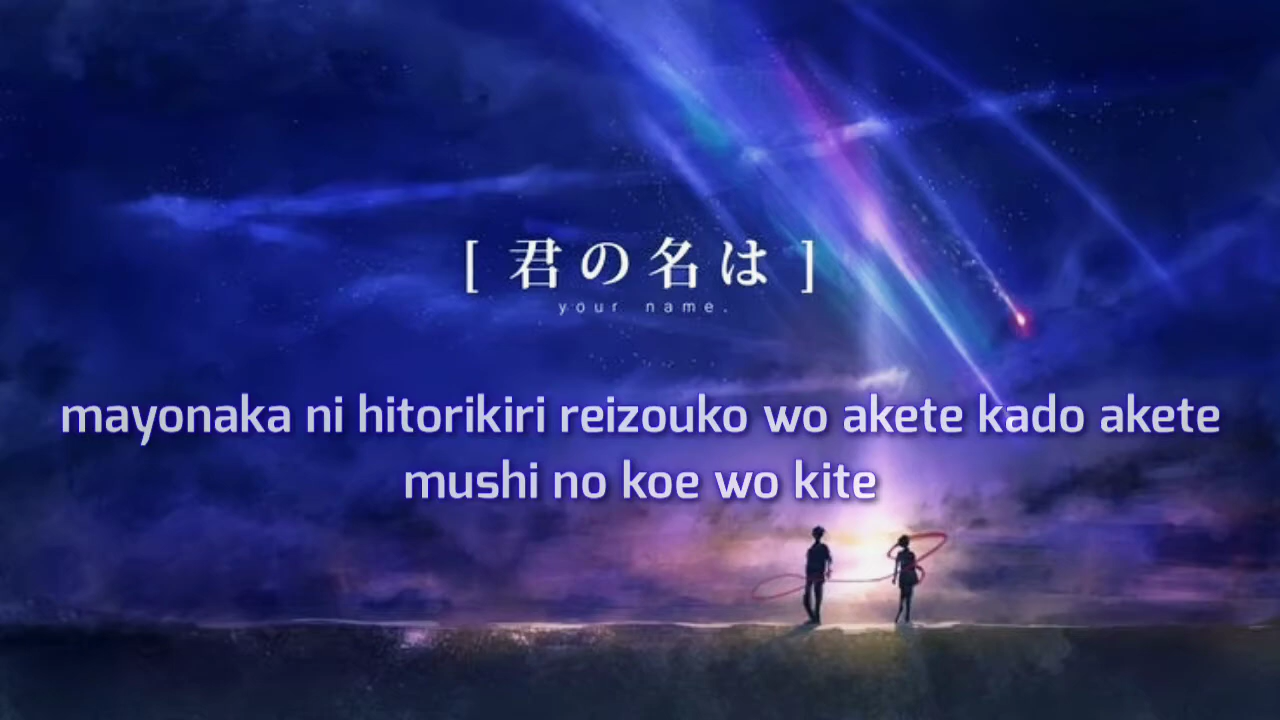 [ 君の名は ]
your name.
mayonaka ni hitorikiri reizouko wo akete kado akete
mushi no koe wo kite